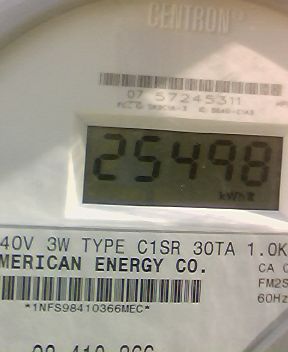 CENTRON
07 57245311
25498
kWh
40V 3W TYPE C1SR 30TA 1.0K
MERICAN ENERGY CO.
CA
FM2S
60Hz
*1NFS98410366MEC*